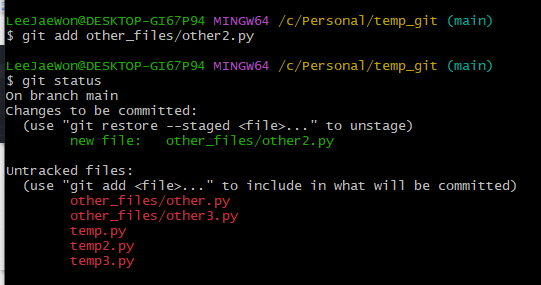 LeeJaeWon@DESKTOP-GI67P94 MINGW64 /c/Personal/temp_git (main)
$ git add other_files/other2.py
LeeJaeWon@DESKTOP-GI67P94 MINGW64 /c/Personal/temp_git (main)
$ git status
On branch main
Changes to be committed:
  (use "git restore --staged <file>..." to unstage)
        new file:   other_files/other2.py
Untracked files:
  (use "git add <file>..." to include in what will be committed)
        other_files/other.py
        other_files/other3.py
        temp.py
        temp2.py
        temp3.py